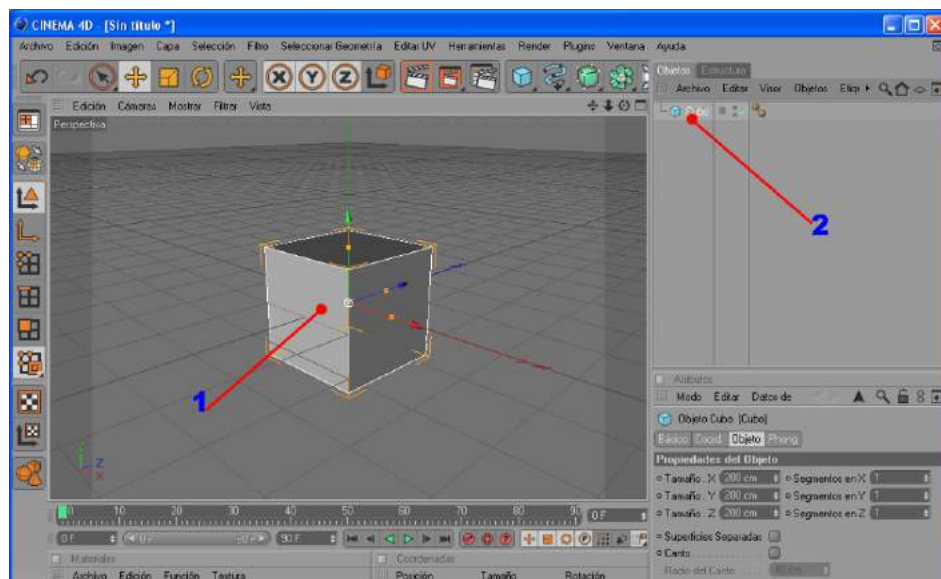 CINEMA 4D - [Sin título *]
Archivo Edición Imagen Capa Selección Filtro Seleccionar Geometría Editar UV Herramientas Render Plugins Ventana Ayuda
Objetos Estructura
Archivo Editar Visor Objetos Etiq
Cubo
Edición Cámaras Mostrar Filtrar Vista
Perspectiva
X Y Z
1
2
Y Z X
0 10 20 30 40 50 60 70 80 90 0 F
0 F 0 F 90 F 90 F
Materiales
Archivo Edición Función Textura
Coordenadas
Posición Tamaño Rotación
Atributos
Modo Editar Datos de
Objeto Cubo [Cubo]
Básico Coord. Objeto Phong
Propiedades del Objeto
Tamaño . X 200 cm Segmentos en X 1
Tamaño . Y 200 cm Segmentos en Y 1
Tamaño . Z 200 cm Segmentos en Z 1
Superficies Separadas
Canto
Radio del Canto